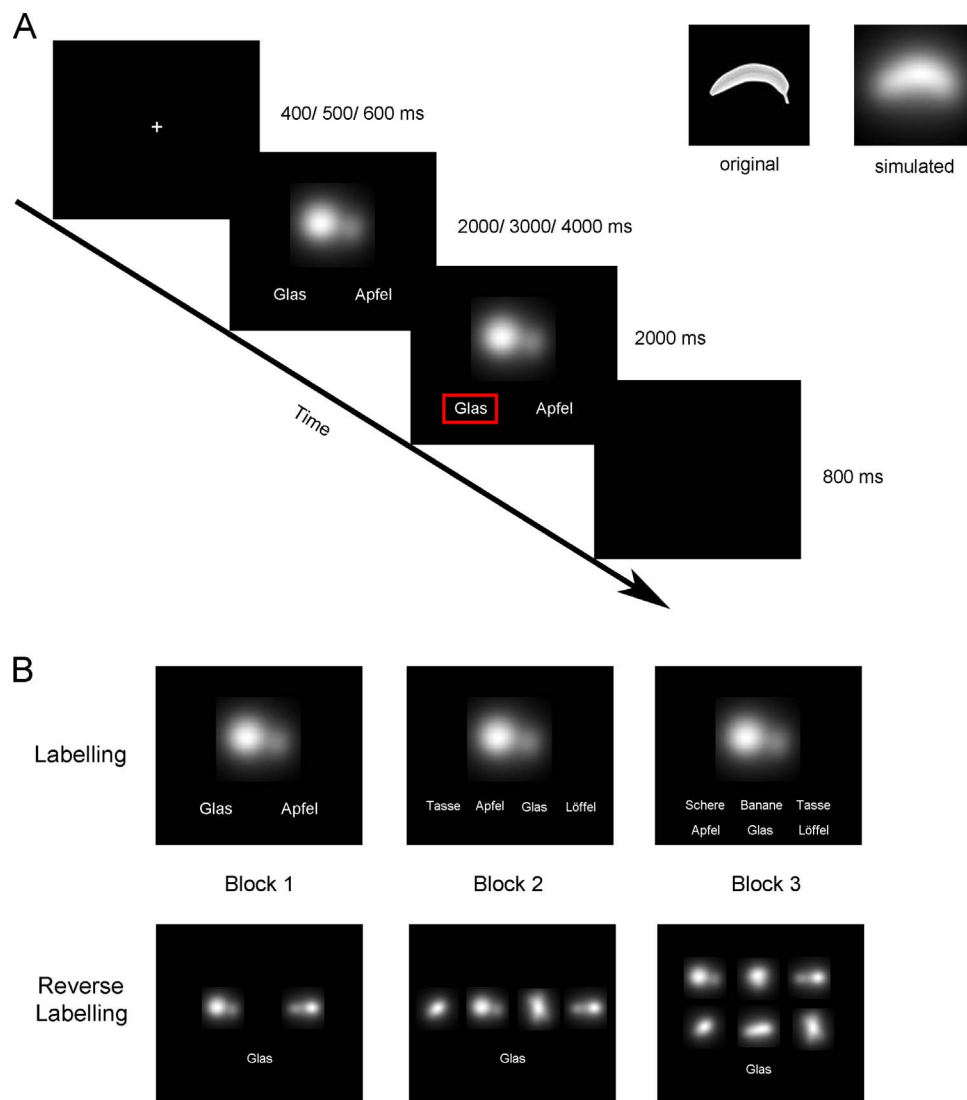 A
400/ 500/ 600 ms
original
simulated
Glas Apfel
2000/ 3000/ 4000 ms
Glas Apfel
2000 ms
Time
800 ms
B
Labelling
Glas Apfel
Tasse Apfel Glas Löffel
Schere Banane Tasse
Apfel Glas Löffel
Block 1
Block 2
Block 3
Reverse
Labelling
Glas
Glas
Glas